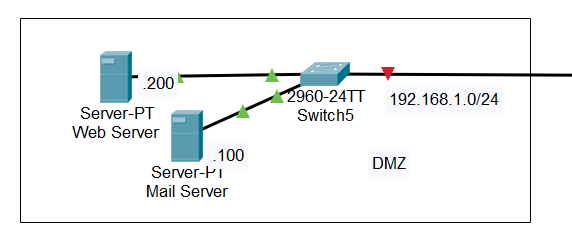 .200
Server-PT
Web Server
2960-24TT
Switch5
192.168.1.0/24
.100
Server-PT
Mail Server
DMZ